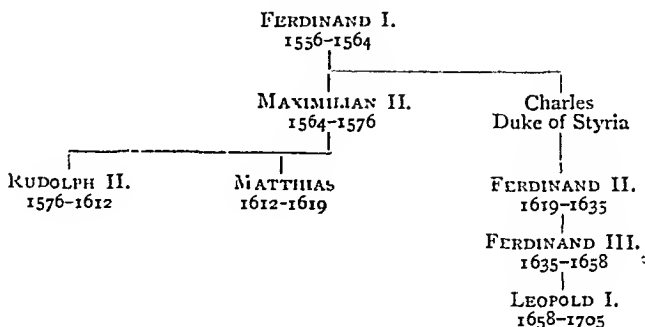 FERDINAND I.
1556–1564
MAXIMILIAN II.
1564–1576
Charles
Duke of Styria
RUDOLPH II.
1576–1612
MATTHIAS
1612–1619
FERDINAND II.
1619–1635
FERDINAND III.
1635–1658
LEOPOLD I.
1658–1705